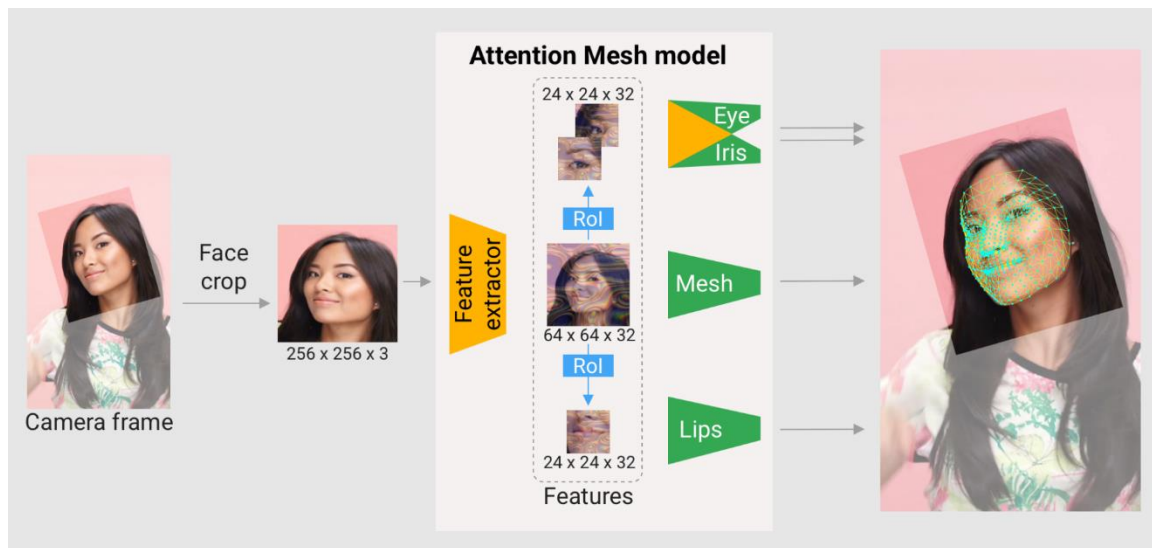 Attention Mesh model
24 x 24 x 32
Eye
Iris
RoI
Face
crop
Feature
extractor
Mesh
256 x 256 x 3
64 x 64 x 32
RoI
Camera frame
Lips
24 x 24 x 32
Features